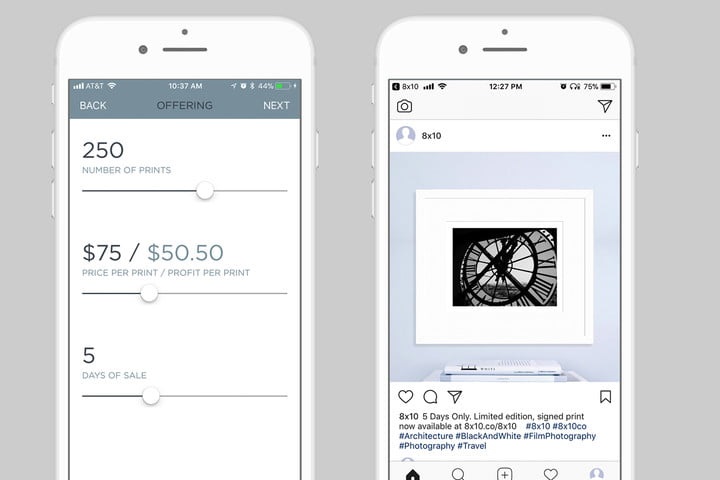 AT&T 10:37 AM 44%
BACK OFFERING NEXT
250
NUMBER OF PRINTS
$75 / $50.50
PRICE PER PRINT / PROFIT PER PRINT
5
DAYS OF SALE
8x10 12:27 PM 75%
8x10
8x10 5 Days Only. Limited edition, signed print
now available at 8x10.co/8x10 #8x10 #8x10co
#Architecture #BlackAndWhite #FilmPhotography
#Photography #Travel